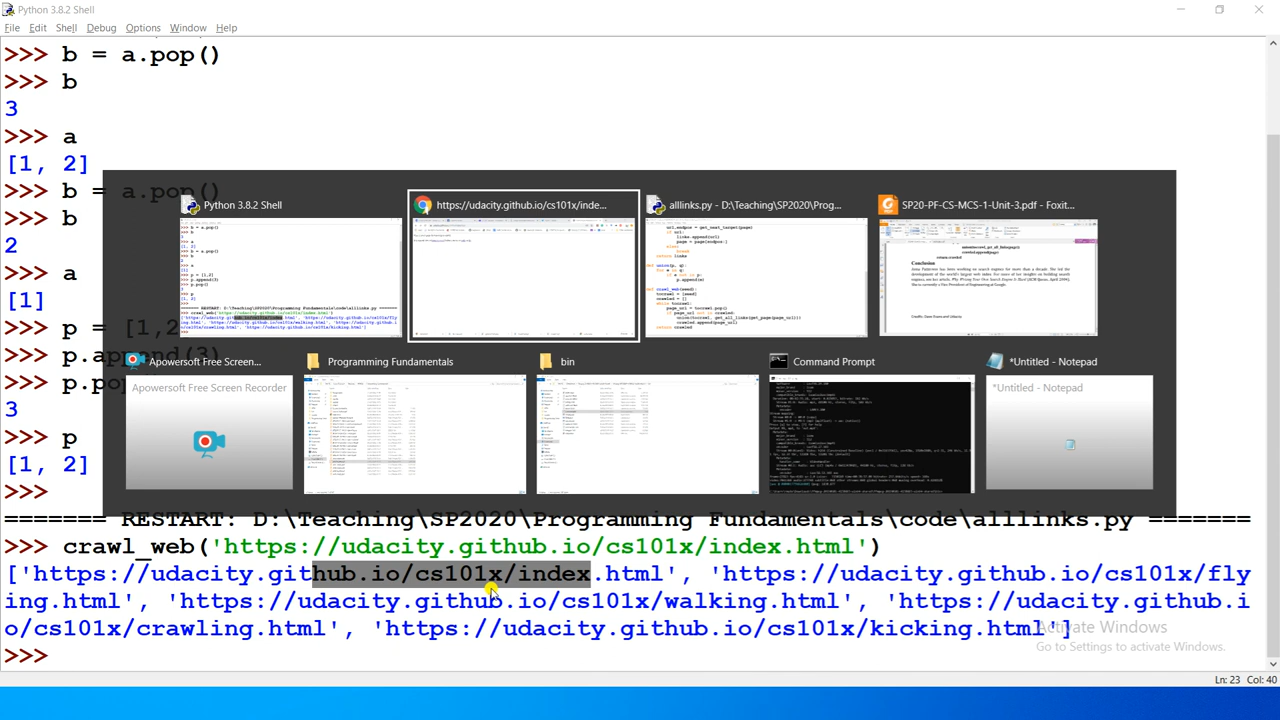 Python 3.8.2 Shell
File Edit Shell Debug Options Window Help
>>> b = a.pop()
>>> b
3
>>> a
[1, 2]
>>> b = a.pop()
>>> b
2
>>> a
[1]
>>> p = [1,2
>>> p.append(3)
>>> p.pop
3
>>> p
[1, 2]
>>>
Python 3.8.2 Shell
https://udacity.github.io/cs101x/inde...
alllinks.py - D:\Teaching\SP2020\Prog...
SP20-PF-CS-MCS-1-Unit-3.pdf - Foxit...
Conclusion
Apowersoft Free Screen...
Apowersoft Free Screen Recorder
Programming Fundamentals
bin
Command Prompt
*Untitled - Notepad
*Untitled - Notepad
======= RESTART: D:\Teaching\SP2020\Programming Fundamentals\code\alllinks.py =======
>>> crawl_web('https://udacity.github.io/cs101x/index.html')
['https://udacity.github.io/cs101x/index.html', 'https://udacity.github.io/cs101x/fly
ing.html', 'https://udacity.github.io/cs101x/walking.html', 'https://udacity.github.i
o/cs101x/crawling.html', 'https://udacity.github.io/cs101x/kicking.html']
>>>
Activate Windows
Go to Settings to activate Windows.
Ln: 23 Col: 40